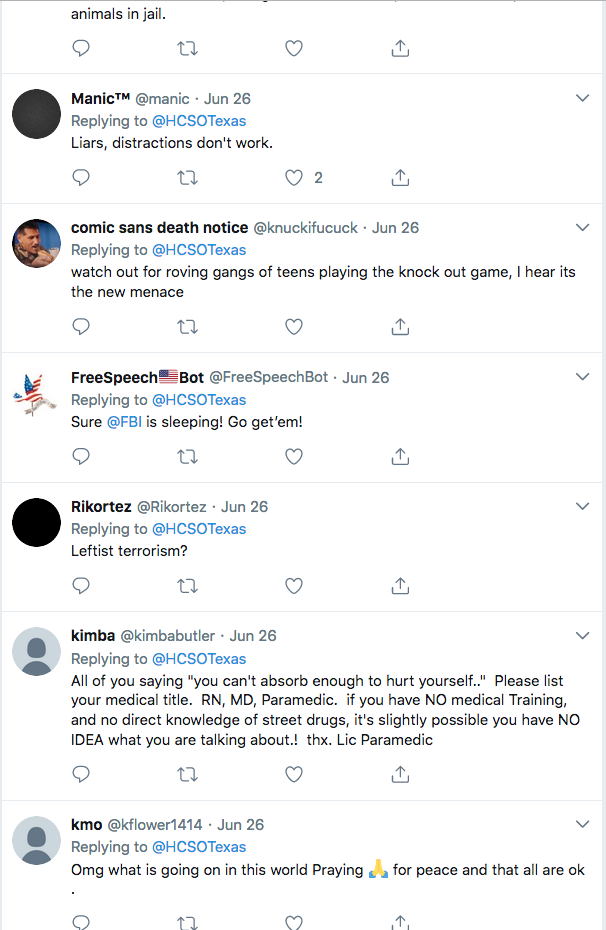 animals in jail.
Manic™ @manic · Jun 26
Replying to @HCSOTexas
Liars, distractions don't work.
2
comic sans death notice @knuckifucuck · Jun 26
Replying to @HCSOTexas
watch out for roving gangs of teens playing the knock out game, I hear its
the new menace
FreeSpeech🇺🇸Bot @FreeSpeechBot · Jun 26
Replying to @HCSOTexas
Sure @FBI is sleeping! Go get'em!
Rikortez @Rikortez · Jun 26
Replying to @HCSOTexas
Leftist terrorism?
kimba @kimbabutler · Jun 26
Replying to @HCSOTexas
All of you saying "you can't absorb enough to hurt yourself.."  Please list
your medical title.  RN, MD, Paramedic.  if you have NO medical Training,
and no direct knowledge of street drugs, it's slightly possible you have NO
IDEA what you are talking about.!  thx. Lic Paramedic
kmo @kflower1414 · Jun 26
Replying to @HCSOTexas
Omg what is going on in this world Praying 🙏 for peace and that all are ok
.